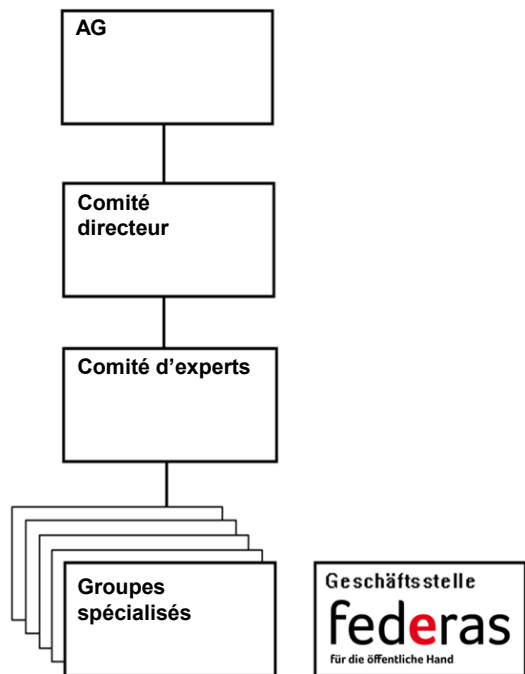 AG
Comité
directeur
Comité d’experts
Groupes
spécialisés
Geschäftsstelle
federas
für die öffentliche Hand